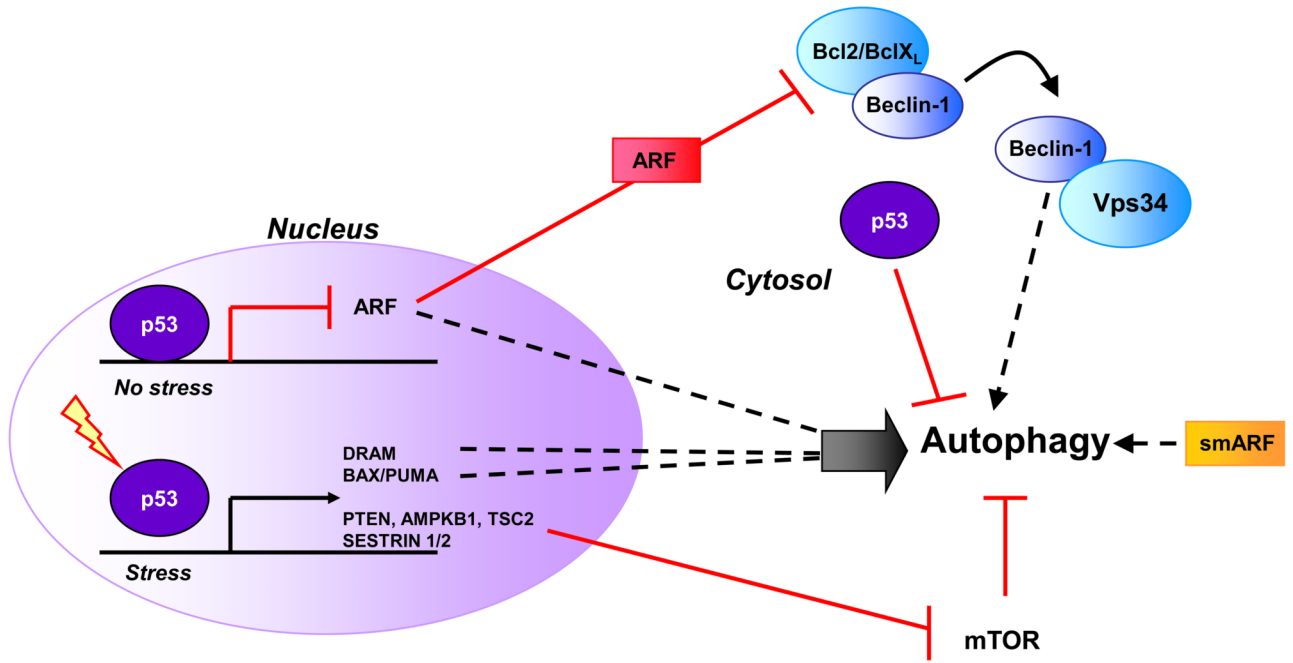 Bcl2/BclXL
Beclin-1
Beclin-1
Vps34
ARF
p53
Nucleus
Cytosol
p53
ARF
No stress
DRAM
BAX/PUMA
Autophagy
smARF
p53
PTEN, AMPKB1, TSC2
SESTRIN 1/2
Stress
mTOR